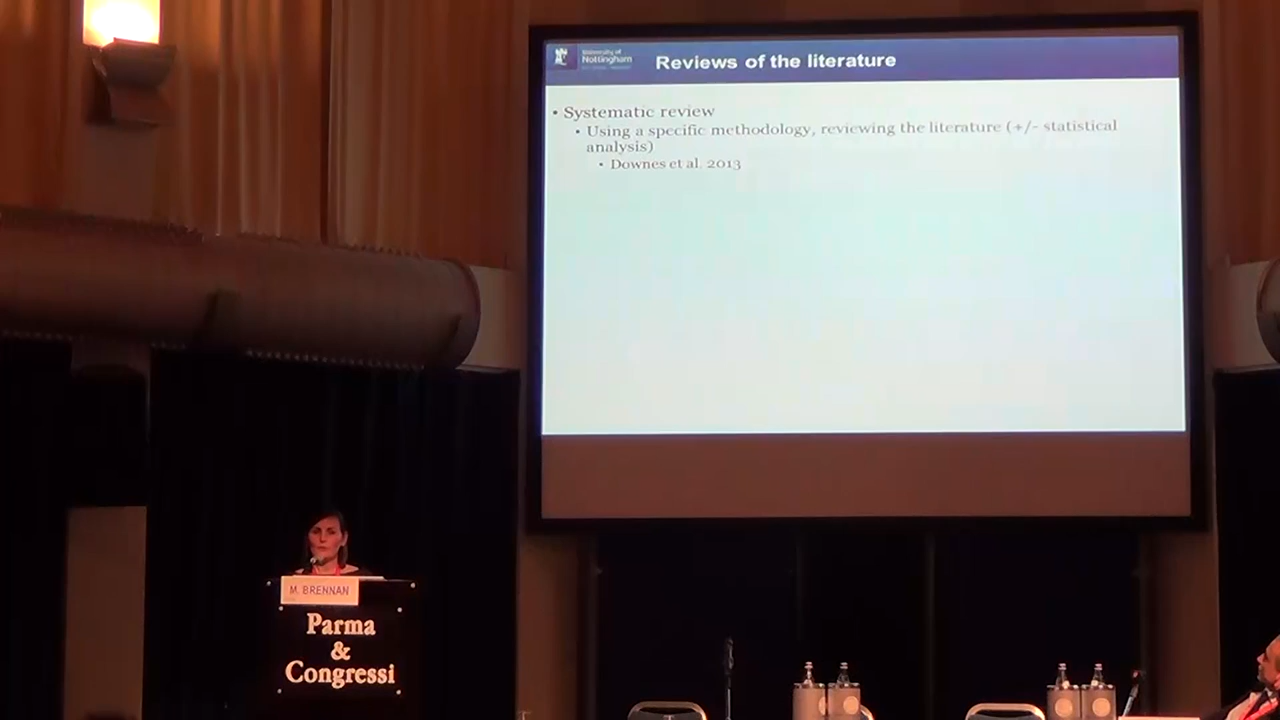 University of
Nottingham
Reviews of the literature
• Systematic review
• Using a specific methodology, reviewing the literature (+/- statistical
analysis)
• Downes et al. 2013
M. BRENNAN
Parma
&
Congressi